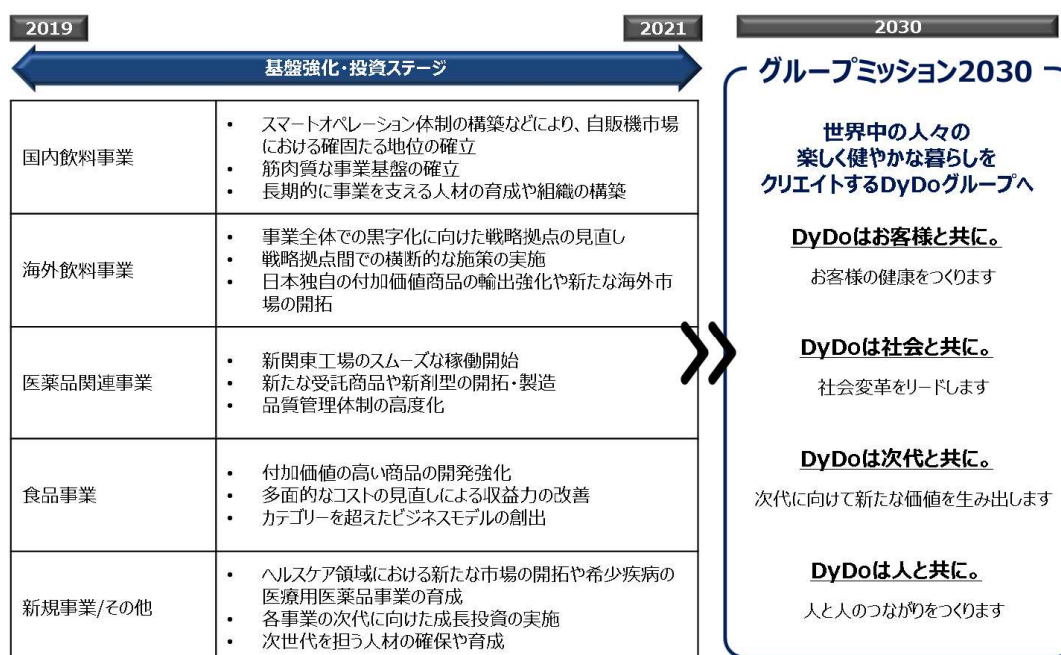 2019
2021
基盤強化・投資ステージ
国内飲料事業
• スマートオペレーション体制の構築などにより、自販機市場
における確固たる地位の確立
• 筋肉質な事業基盤の確立
• 長期的に事業を支える人材の育成や組織の構築
海外飲料事業
• 事業全体での黒字化に向けた戦略拠点の見直し
• 戦略拠点間での横断的な施策の実施
• 日本独自の付加価値商品の輸出強化や新たな海外市
場の開拓
医薬品関連事業
• 新関東工場のスムーズな稼働開始
• 新たな受託商品や新剤型の開拓・製造
• 品質管理体制の高度化
食品事業
• 付加価値の高い商品の開発強化
• 多面的なコストの見直しによる収益力の改善
• カテゴリーを超えたビジネスモデルの創出
新規事業/その他
• ヘルスケア領域における新たな市場の開拓や希少疾病の
医療用医薬品事業の育成
• 各事業の次代に向けた成長投資の実施
• 次世代を担う人材の確保や育成
2030
グループミッション2030
世界中の人々の
楽しく健やかな暮らしを
クリエイトするDyDoグループへ
DyDoはお客様と共に。
お客様の健康をつくります
DyDoは社会と共に。
社会変革をリードします
DyDoは次代と共に。
次代に向けて新たな価値を生み出します
DyDoは人と共に。
人と人のつながりをつくります